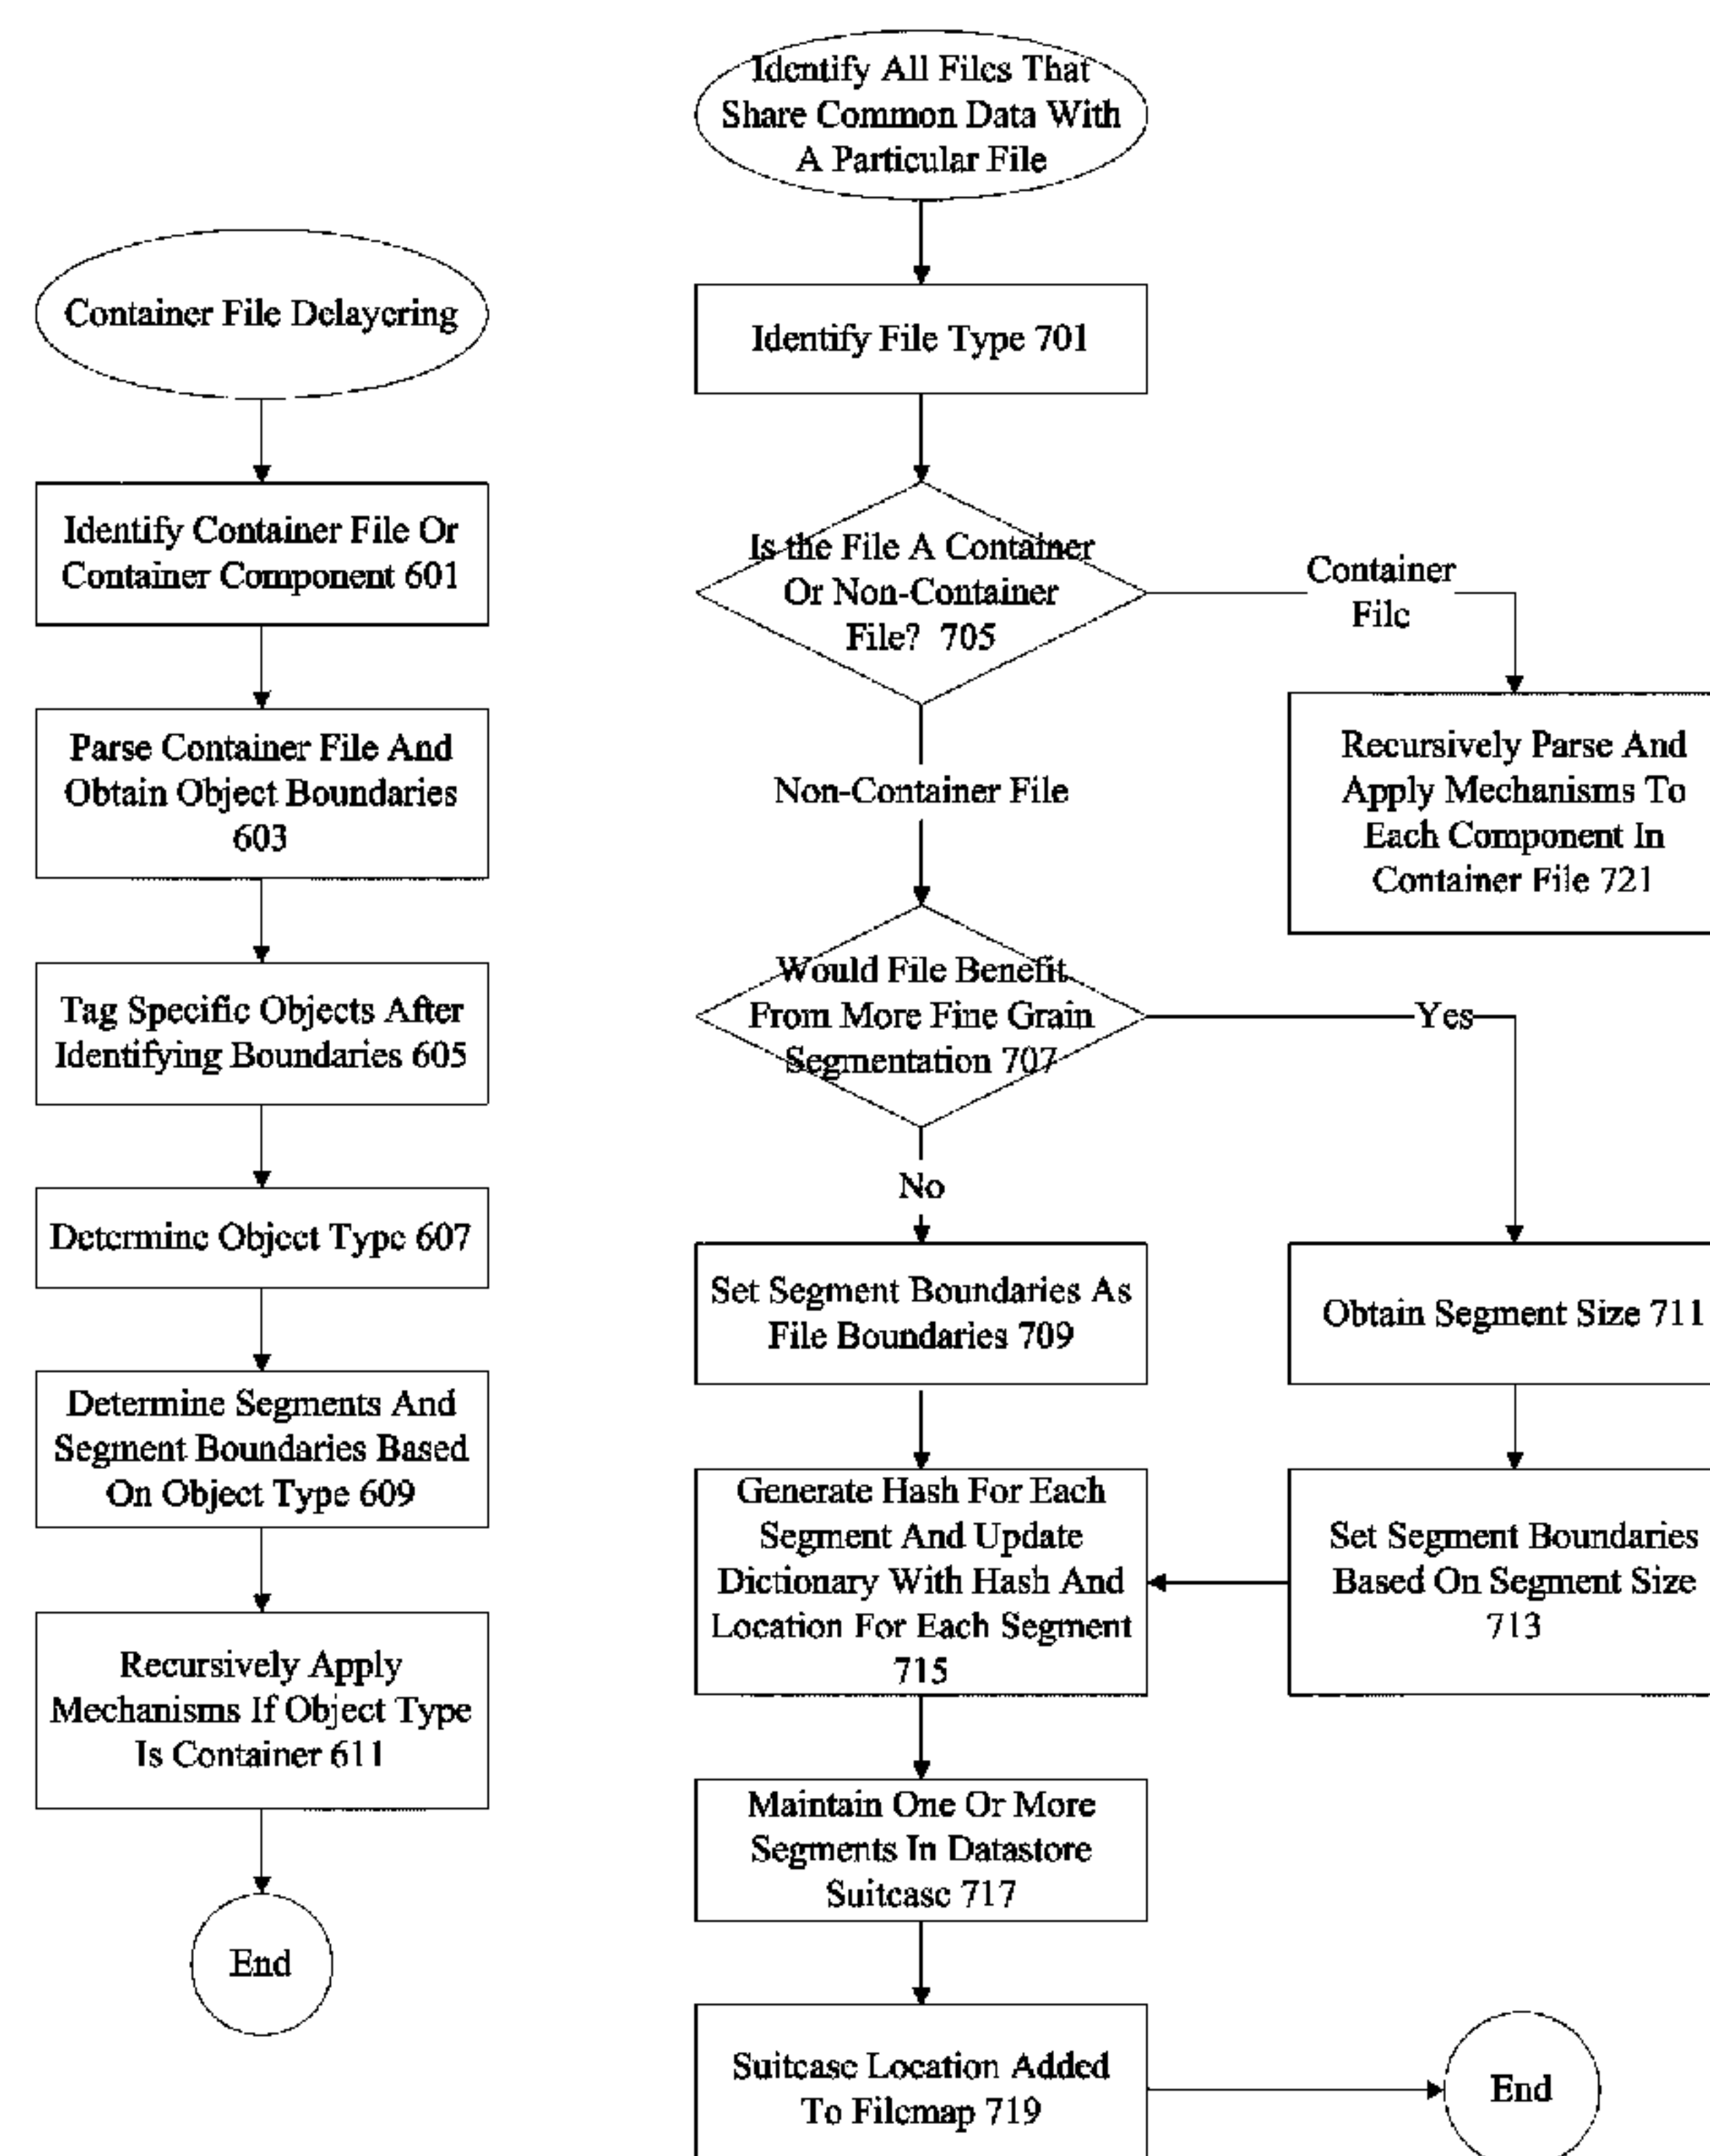 Container File Delayering
Identify Container File Or
Container Component 601
Parse Container File And
Obtain Object Boundaries
603
Tag Specific Objects After
Identifying Boundaries 605
Determine Object Type 607
Determine Segments And
Segment Boundaries Based
On Object Type 609
Recursively Apply
Mechanisms If Object Type
Is Container 611
End
Identify All Files That
Share Common Data With
A Particular File
Identify File Type 701
Is the File A Container
Or Non-Container
File? 705
Container
File
Recursively Parse And
Apply Mechanisms To
Each Component In
Container File 721
Non-Container File
Would File Benefit
From More Fine Grain
Segmentation 707
Yes
No
Set Segment Boundaries As
File Boundaries 709
Obtain Segment Size 711
Set Segment Boundaries
Based On Segment Size
713
Generate Hash For Each
Segment And Update
Dictionary With Hash And
Location For Each Segment
715
Maintain One Or More
Segments In Datastore
Suitcase 717
Suitcase Location Added
To Filemap 719
End